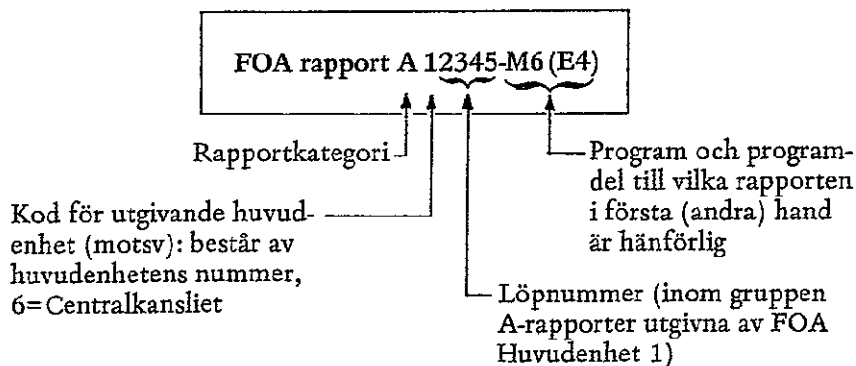 FOA rapport A 12345-M6 (E4)
Rapportkategori
Kod för utgivande huvud-
enhet (motsv): består av
huvudenhetens nummer,
6=Centralkansliet
Program och program-
del till vilka rapporten
i första (andra) hand
är hänförlig
Löpnummer (inom gruppen
A-rapporter utgivna av FOA
Huvudenhet 1)